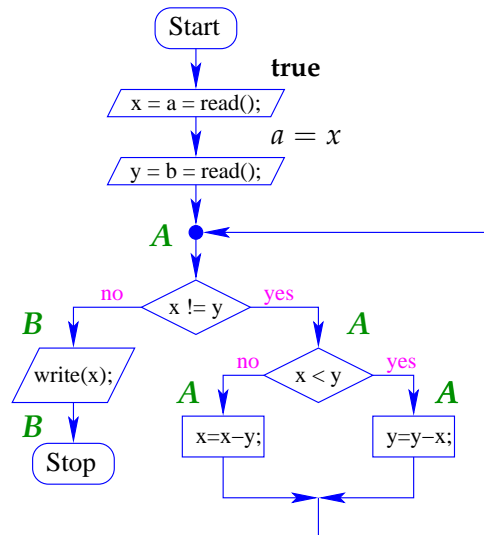 Start
true
x = a = read();
a = x
y = b = read();
A
no
x != y
yes
B
A
write(x);
no
x < y
yes
B
A
A
x=x−y;
y=y−x;
Stop